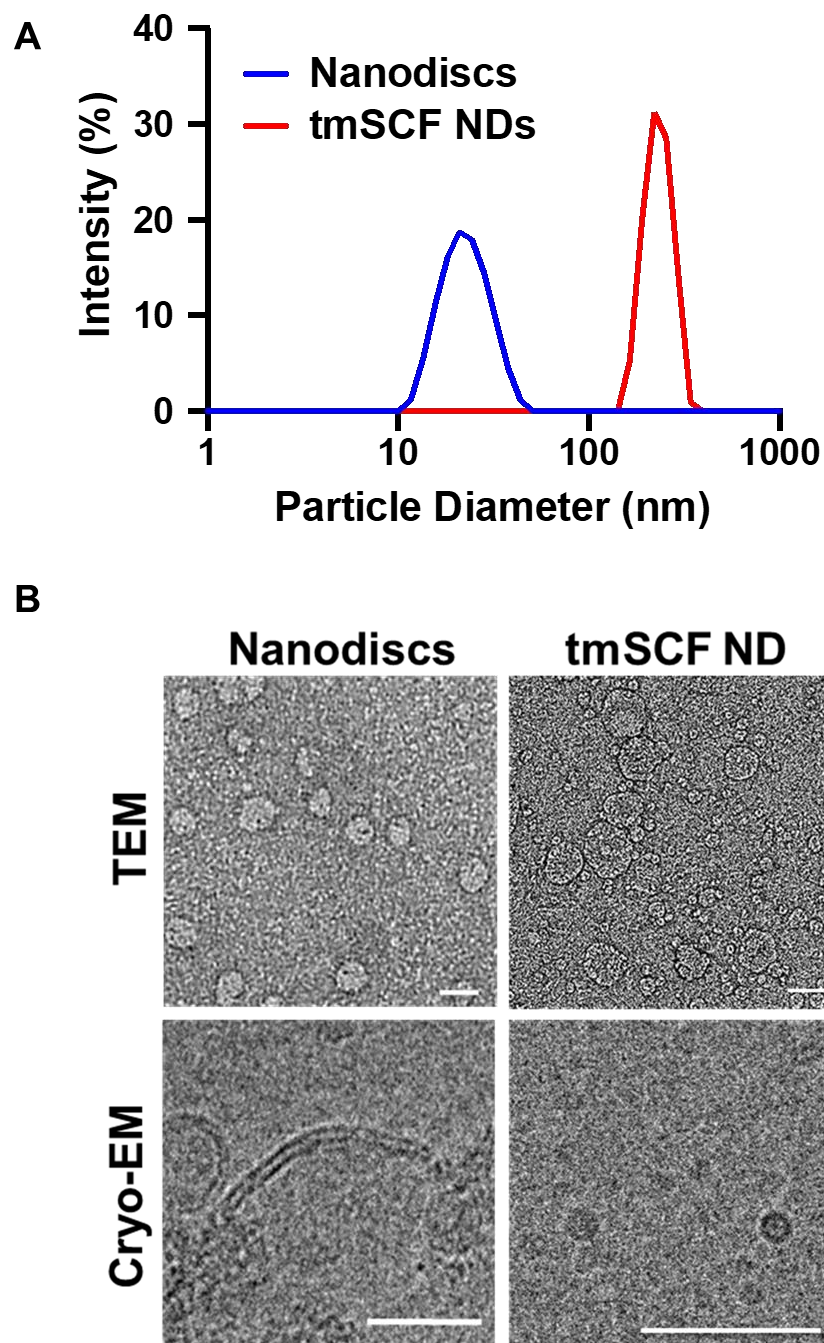 A
40
30
20
10
0
Intensity (%)
Nanodiscs
tmSCF NDs
1
10
100
1000
Particle Diameter (nm)
B
Nanodiscs
tmSCF ND
TEM
Cryo-EM